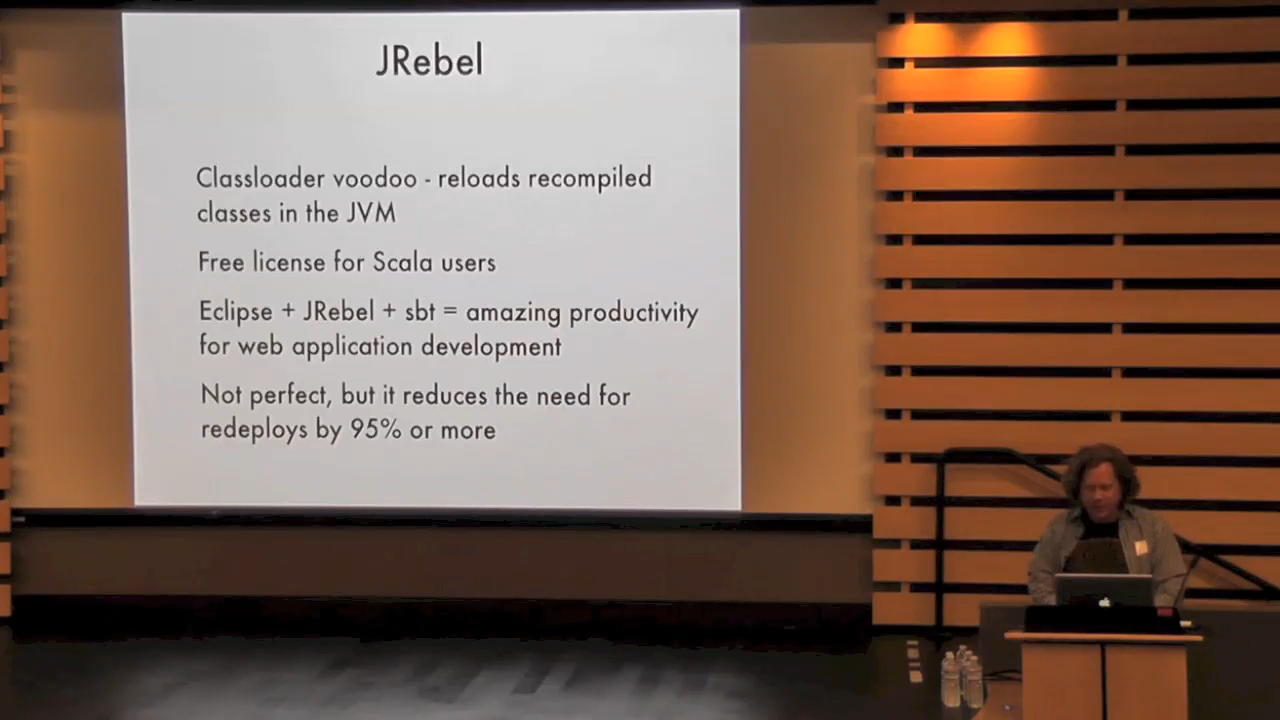 JRebel
Classloader voodoo - reloads recompiled
classes in the JVM
Free license for Scala users
Eclipse + JRebel + sbt = amazing productivity
for web application development
Not perfect, but it reduces the need for
redeploys by 95% or more